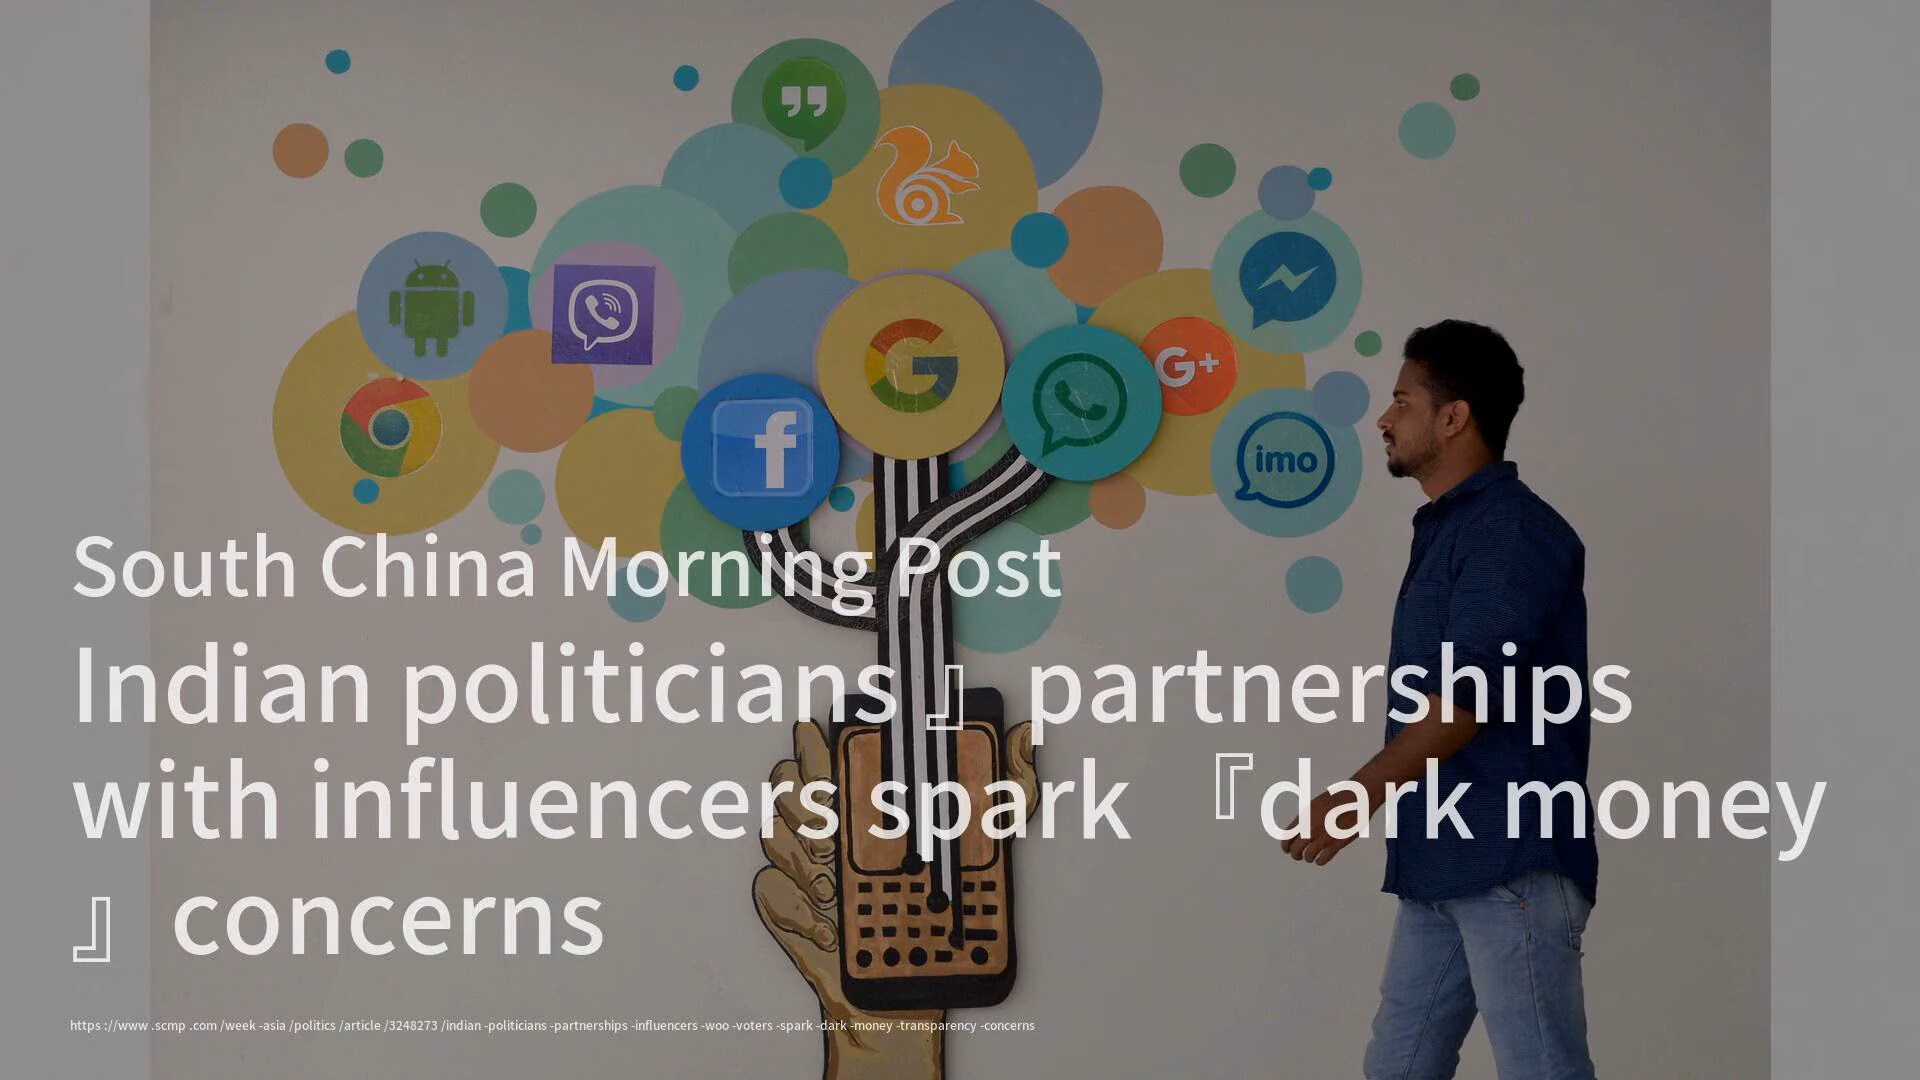 G+
imo
South China Morning Post
Indian politicians』 partnerships
with influencers spark 『dark money
』 concerns
https ://www .scmp .com /week -asia /politics /article /3248273 /indian -politicians -partnerships -influencers -woo -voters -spark -dark -money -transparency -concerns